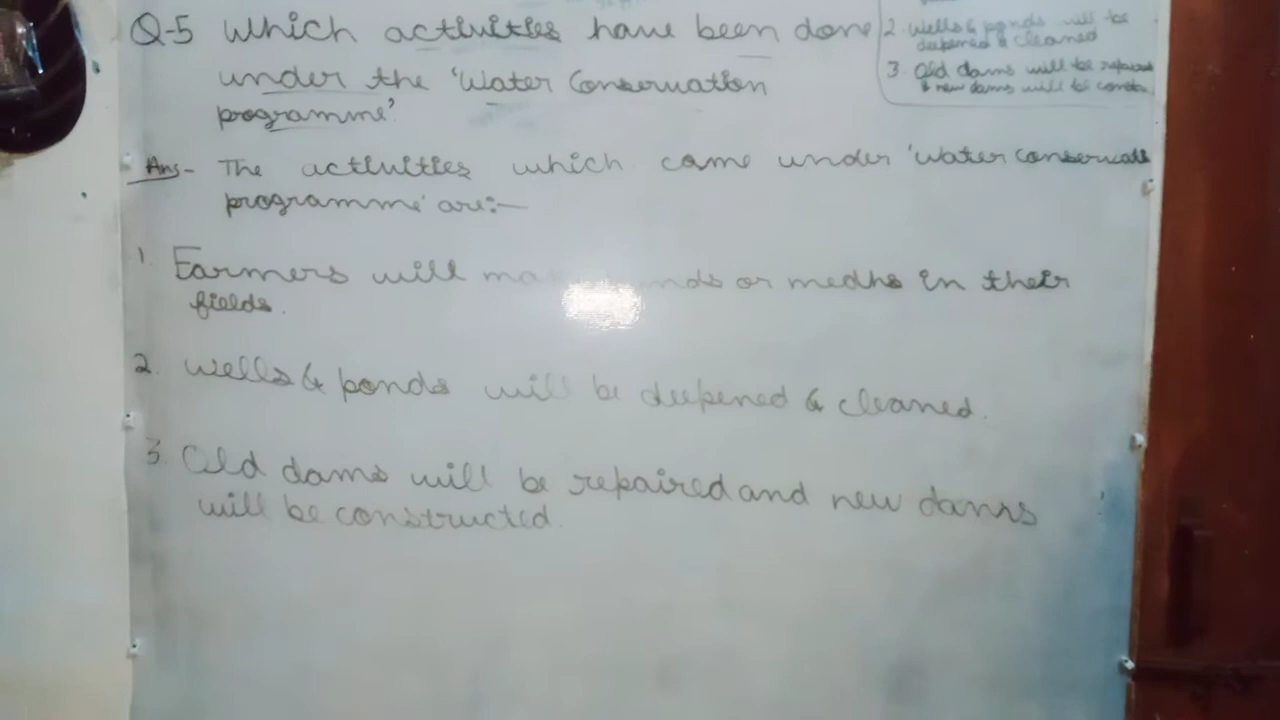 Q-5 Which activities have been done
under the 'Water Conservation
programme'?
Ans- The activities which came under 'Water Conservati
programme' are:-
1. Farmers will or medhs in their
fields.
2. Wells & ponds will be deepened & cleaned.
3. Old dams will be repaired and new dams
will be constructed.
2. Wells & ponds will be
deepened & cleaned
3. Old dams will be repaired
& new dams will be constr